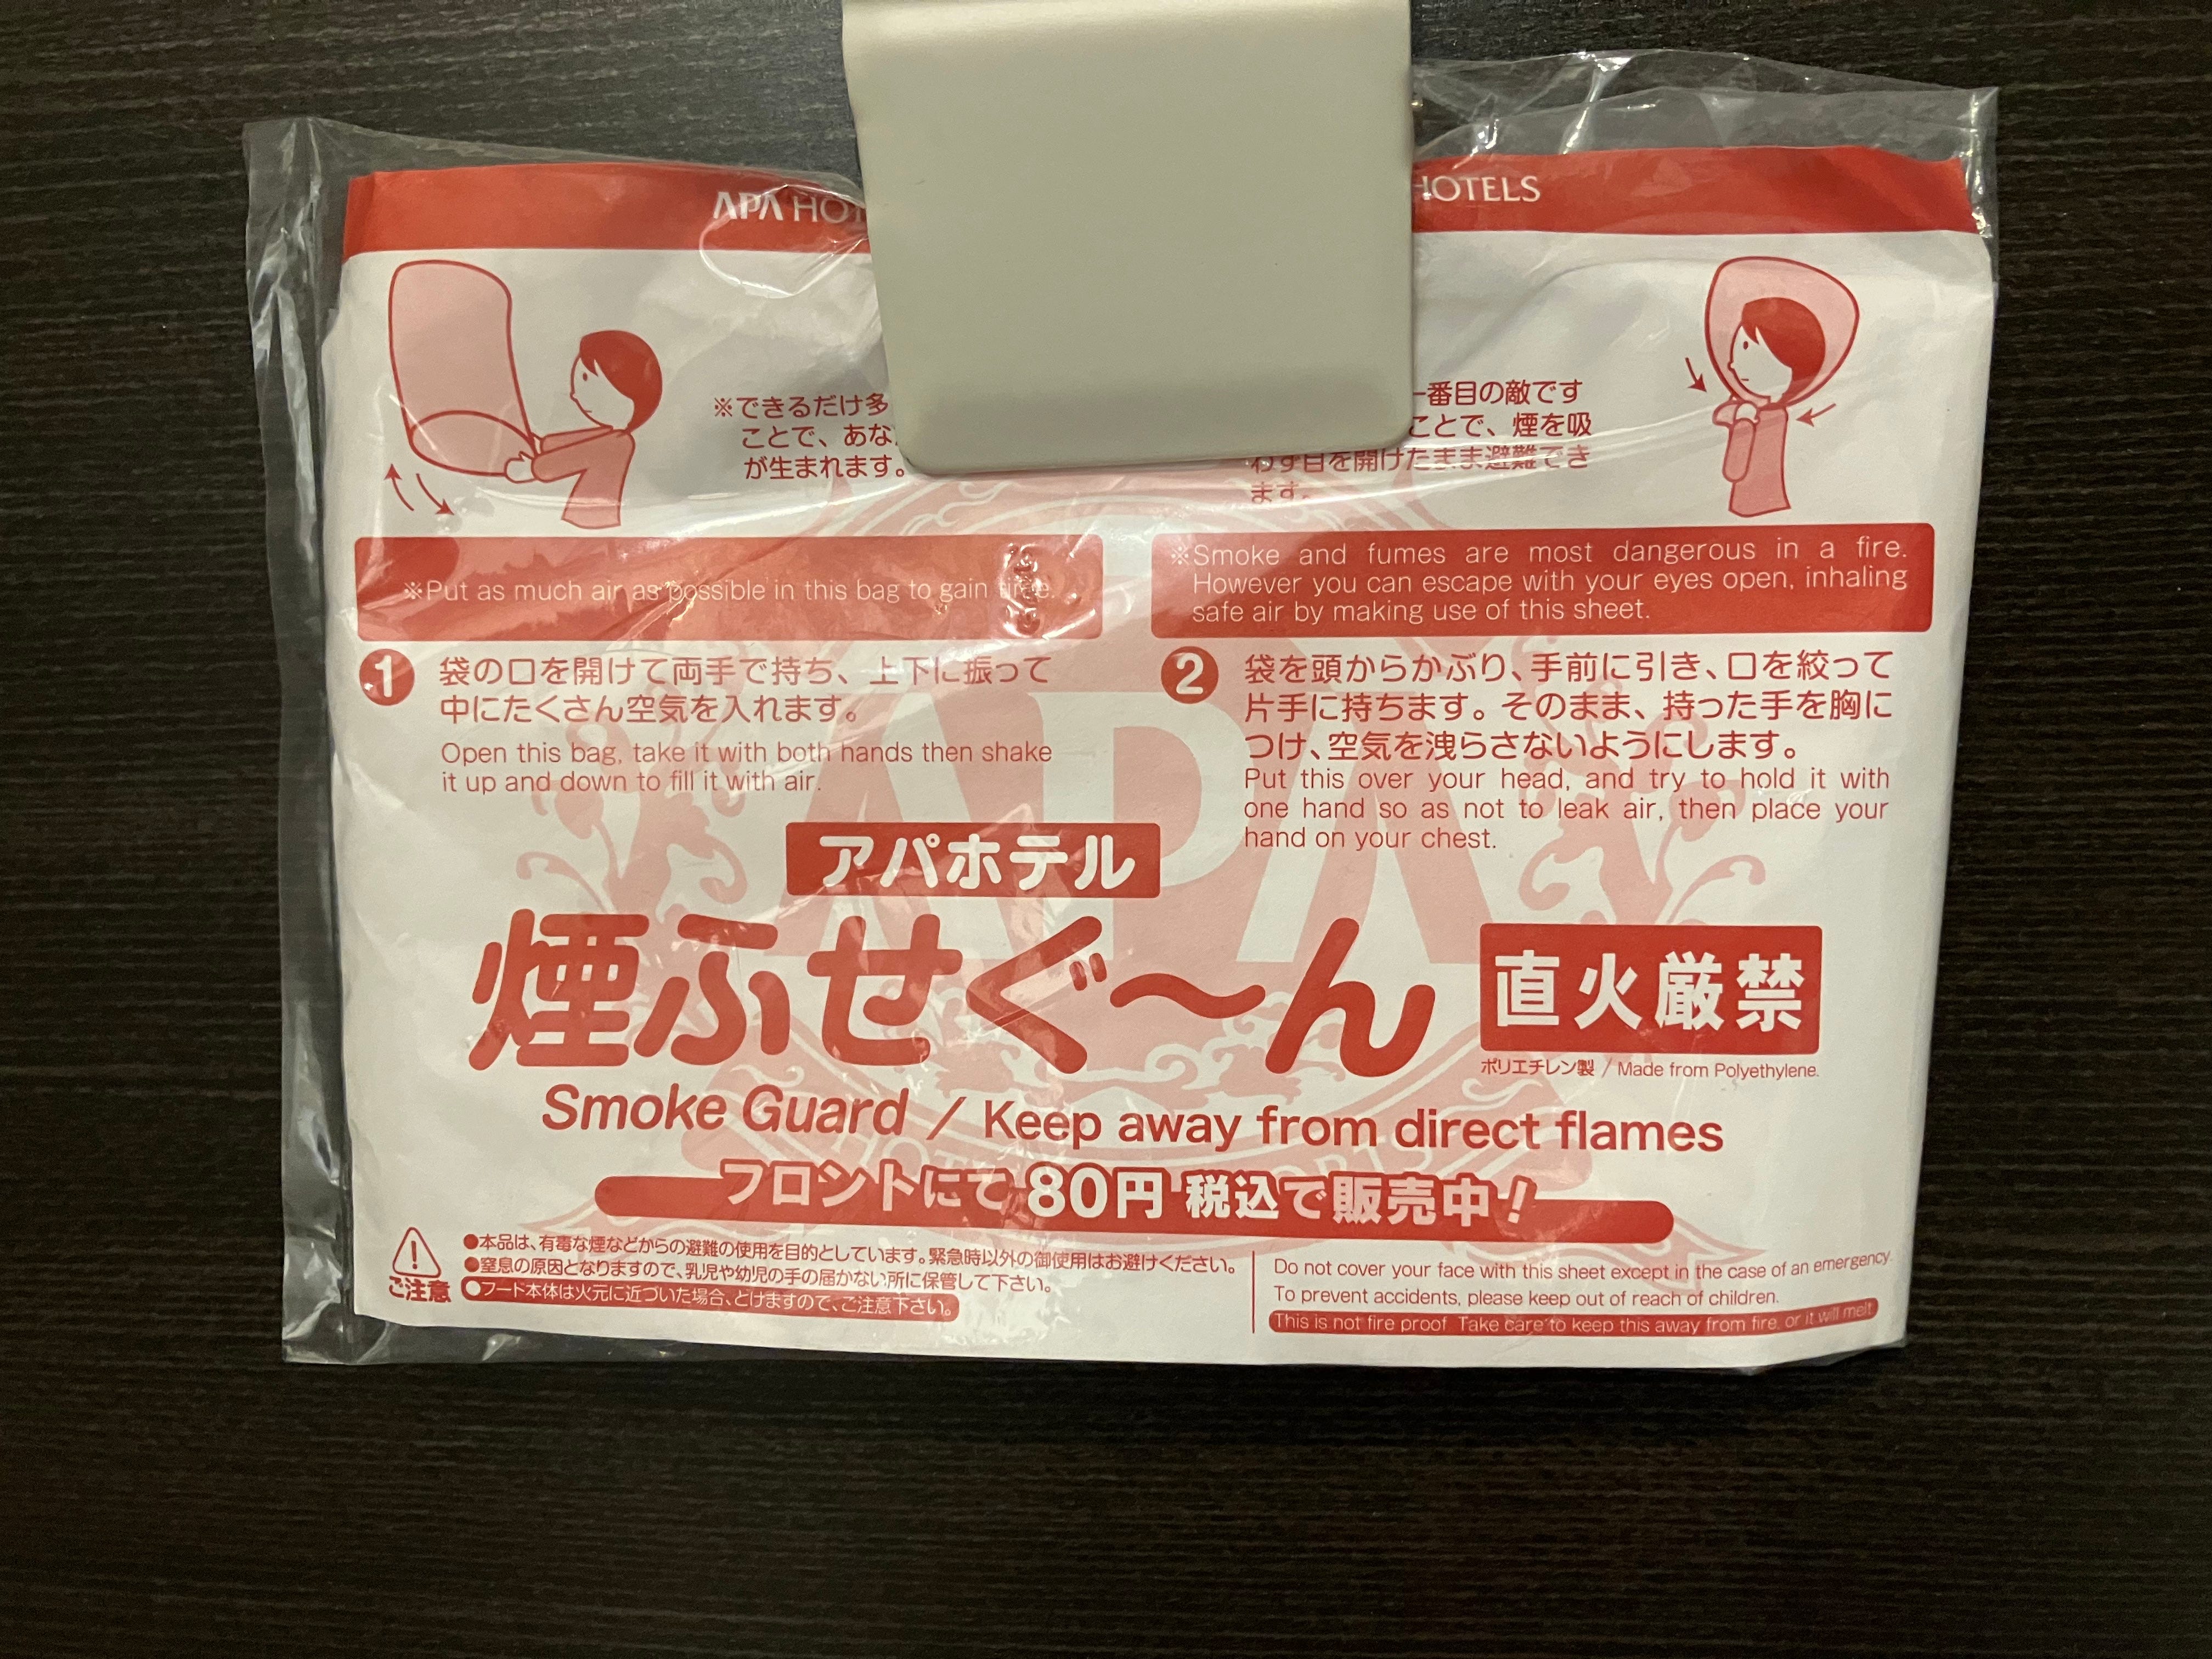 APA HOT
HOTELS
※できるだけ多
ことで、あな
が生まれます。
一番目の敵です
ことで、煙を吸
わず目を開けたまま避難でき
ます。
※Put as much air as possible in this bag to gain time.
※Smoke and fumes are most dangerous in a fire.
However you can escape with your eyes open, inhaling
safe air by making use of this sheet.
1 袋の口を開けて両手で持ち、上下に振って
中にたくさん空気を入れます。
Open this bag, take it with both hands then shake
it up and down to fill it with air.
2 袋を頭からかぶり、手前に引き、口を絞って
片手に持ちます。そのまま、持った手を胸に
つけ、空気を洩らさないようにします。
Put this over your head, and try to hold it with
one hand so as not to leak air, then place your
hand on your chest.
APA
アパホテル
煙ふせぐ〜ん
直火厳禁
ポリエチレン製 / Made from Polyethylene.
Smoke Guard / Keep away from direct flames
フロントにて80円税込で販売中!
ご注意
●本品は、有毒な煙などからの避難の使用を目的としています。緊急時以外の御使用はお避けください。
●窒息の原因となりますので、乳児や幼児の手の届かない所に保管して下さい。
●フード本体は火元に近づいた場合、とけますので、ご注意下さい。
Do not cover your face with this sheet except in the case of an emergency.
To prevent accidents, please keep out of reach of children.
This is not fire proof. Take care to keep this away from fire, or it will melt.